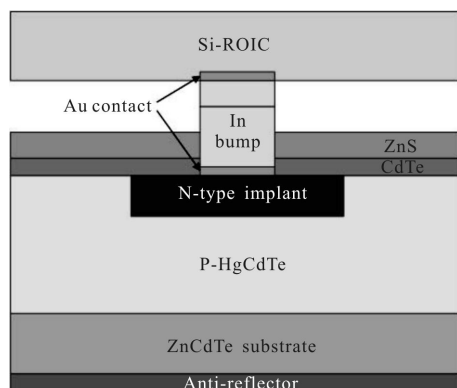 Si-ROIC
Au contact
In
bump
ZnS
CdTe
N-type implant
P-HgCdTe
ZnCdTe substrate
Anti-reflector